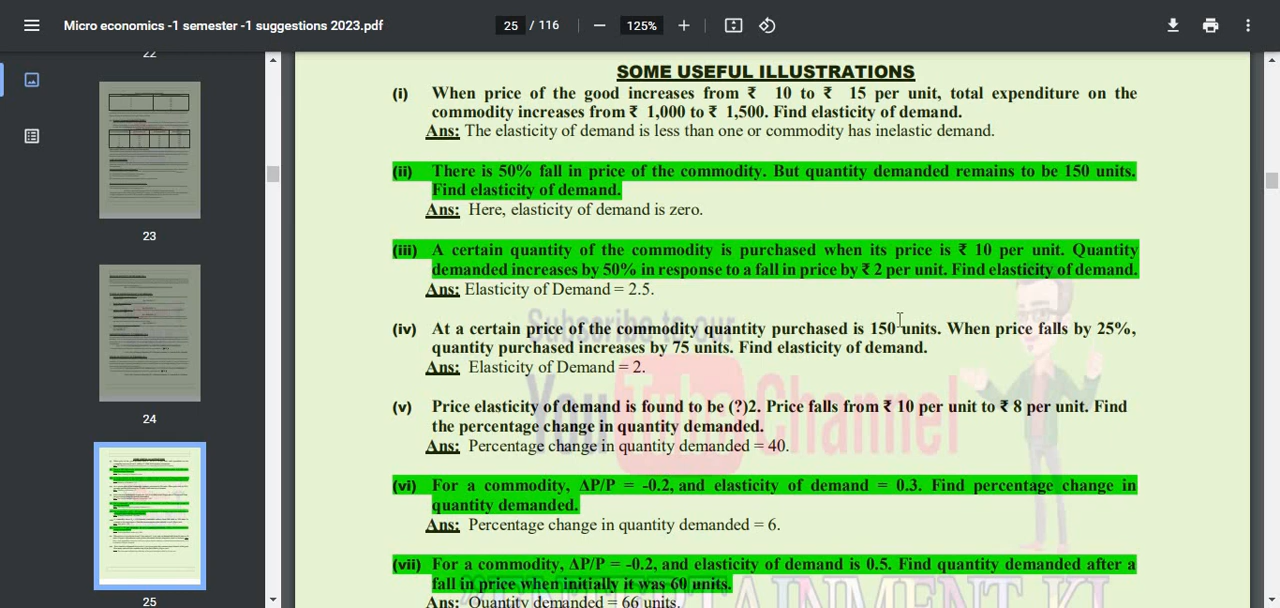 Micro economics -1 semester -1 suggestions 2023.pdf
25 / 116
125%
22
23
24
25
SOME USEFUL ILLUSTRATIONS
(i) When price of the good increases from ₹ 10 to ₹ 15 per unit, total expenditure on the
commodity increases from ₹ 1,000 to ₹ 1,500. Find elasticity of demand.
Ans: The elasticity of demand is less than one or commodity has inelastic demand.
(ii) There is 50% fall in price of the commodity. But quantity demanded remains to be 150 units.
Find elasticity of demand.
Ans: Here, elasticity of demand is zero.
(iii) A certain quantity of the commodity is purchased when its price is ₹ 10 per unit. Quantity
demanded increases by 50% in response to a fall in price by ₹ 2 per unit. Find elasticity of demand.
Ans: Elasticity of Demand = 2.5.
Subscribe to our
(iv) At a certain price of the commodity quantity purchased is 150 units. When price falls by 25%,
quantity purchased increases by 75 units. Find elasticity of demand.
Ans: Elasticity of Demand = 2.
YouTube Channel
(v) Price elasticity of demand is found to be (?)2. Price falls from ₹ 10 per unit to ₹ 8 per unit. Find
the percentage change in quantity demanded.
Ans: Percentage change in quantity demanded = 40.
(vi) For a commodity, ΔP/P = -0.2, and elasticity of demand = 0.3. Find percentage change in
quantity demanded.
Ans: Percentage change in quantity demanded = 6.
(vii) For a commodity, ΔP/P = -0.2, and elasticity of demand is 0.5. Find quantity demanded after a
fall in price when initially it was 60 units.
ENTERTAINMENT KI
Ans: Quantity demanded = 66 units.